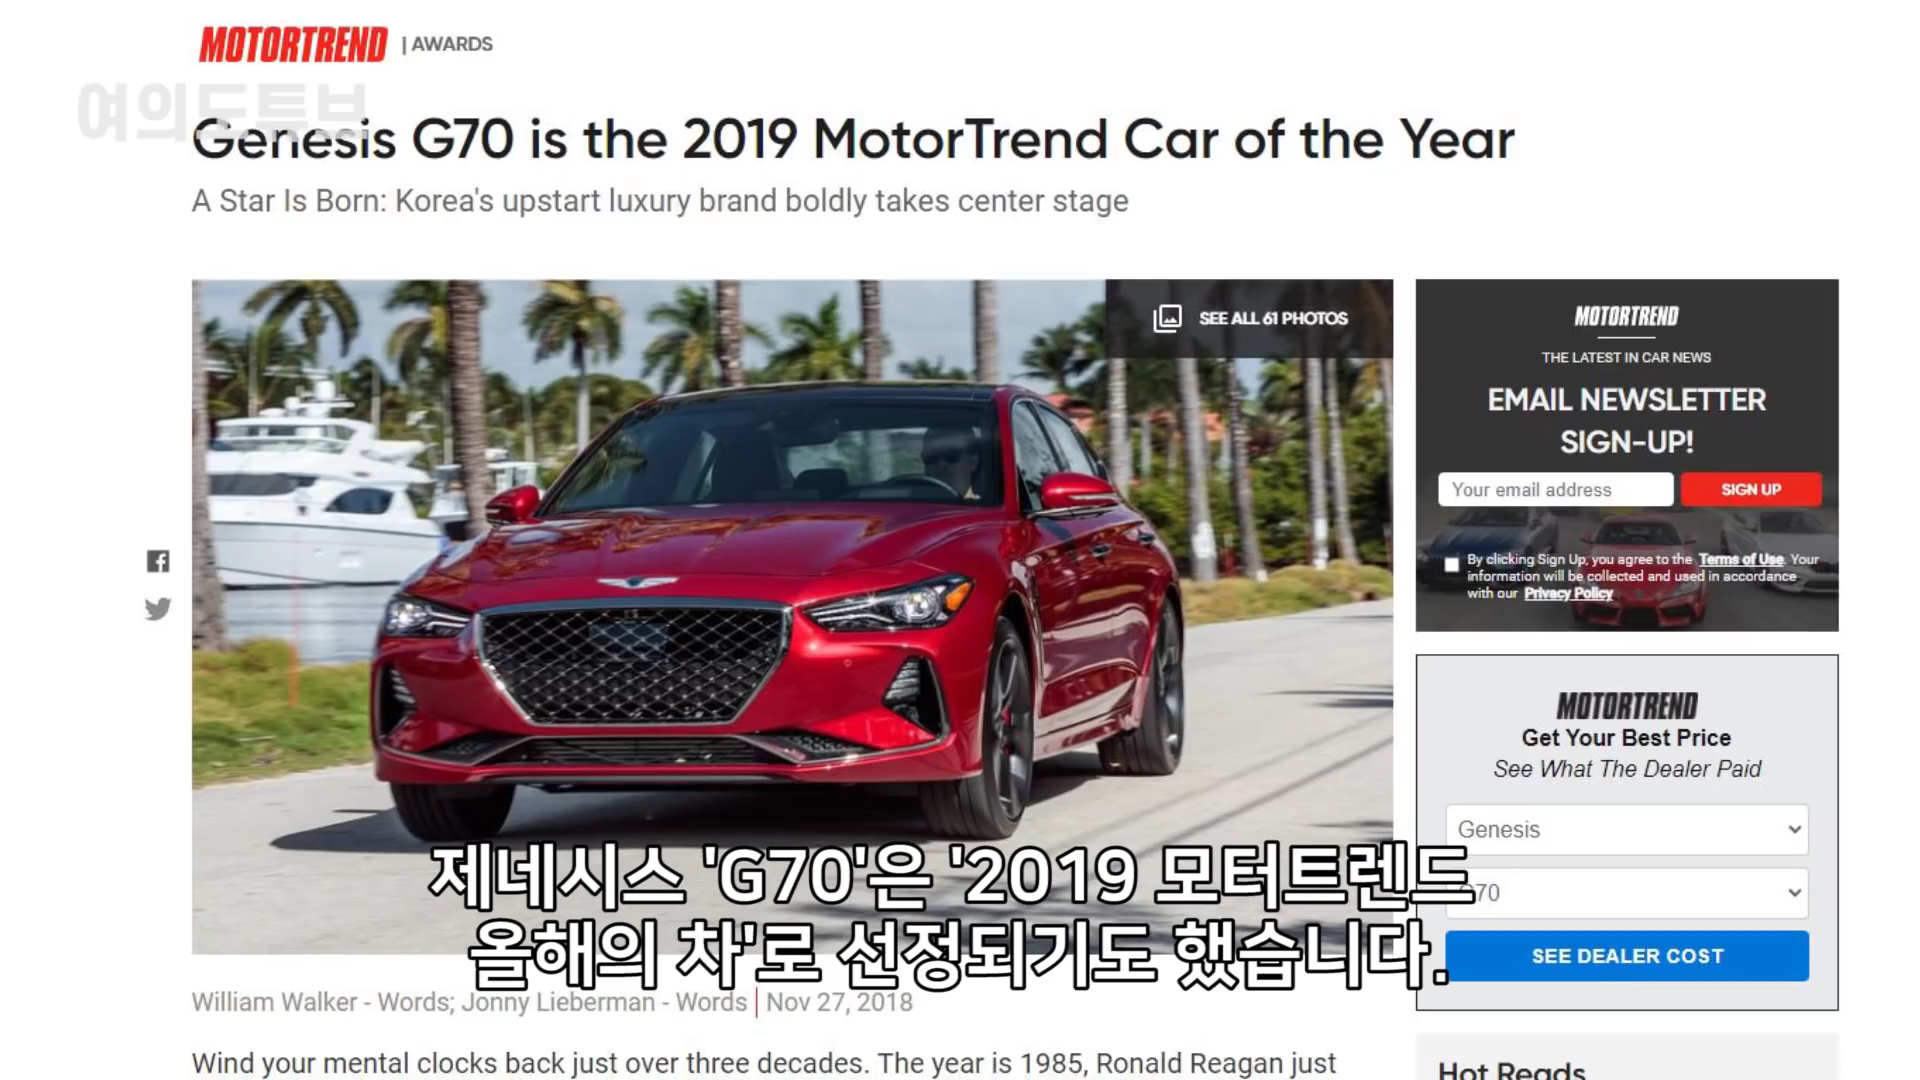 MOTORTREND | AWARDS
여의도튜브
Genesis G70 is the 2019 MotorTrend Car of the Year
A Star Is Born: Korea's upstart luxury brand boldly takes center stage
SEE ALL 61 PHOTOS
MOTORTREND
THE LATEST IN CAR NEWS
EMAIL NEWSLETTER
SIGN-UP!
Your email address
SIGN UP
By clicking Sign Up, you agree to the Terms of Use. Your
information will be collected and used in accordance
with our Privacy Policy
MOTORTREND
Get Your Best Price
See What The Dealer Paid
Genesis
G70
SEE DEALER COST
제네시스 'G70'은 '2019 모터트렌드
올해의 차'로 선정되기도 했습니다.
William Walker - Words; Jonny Lieberman - Words | Nov 27, 2018
Wind your mental clocks back just over three decades. The year is 1985, Ronald Reagan just
Hot Reads